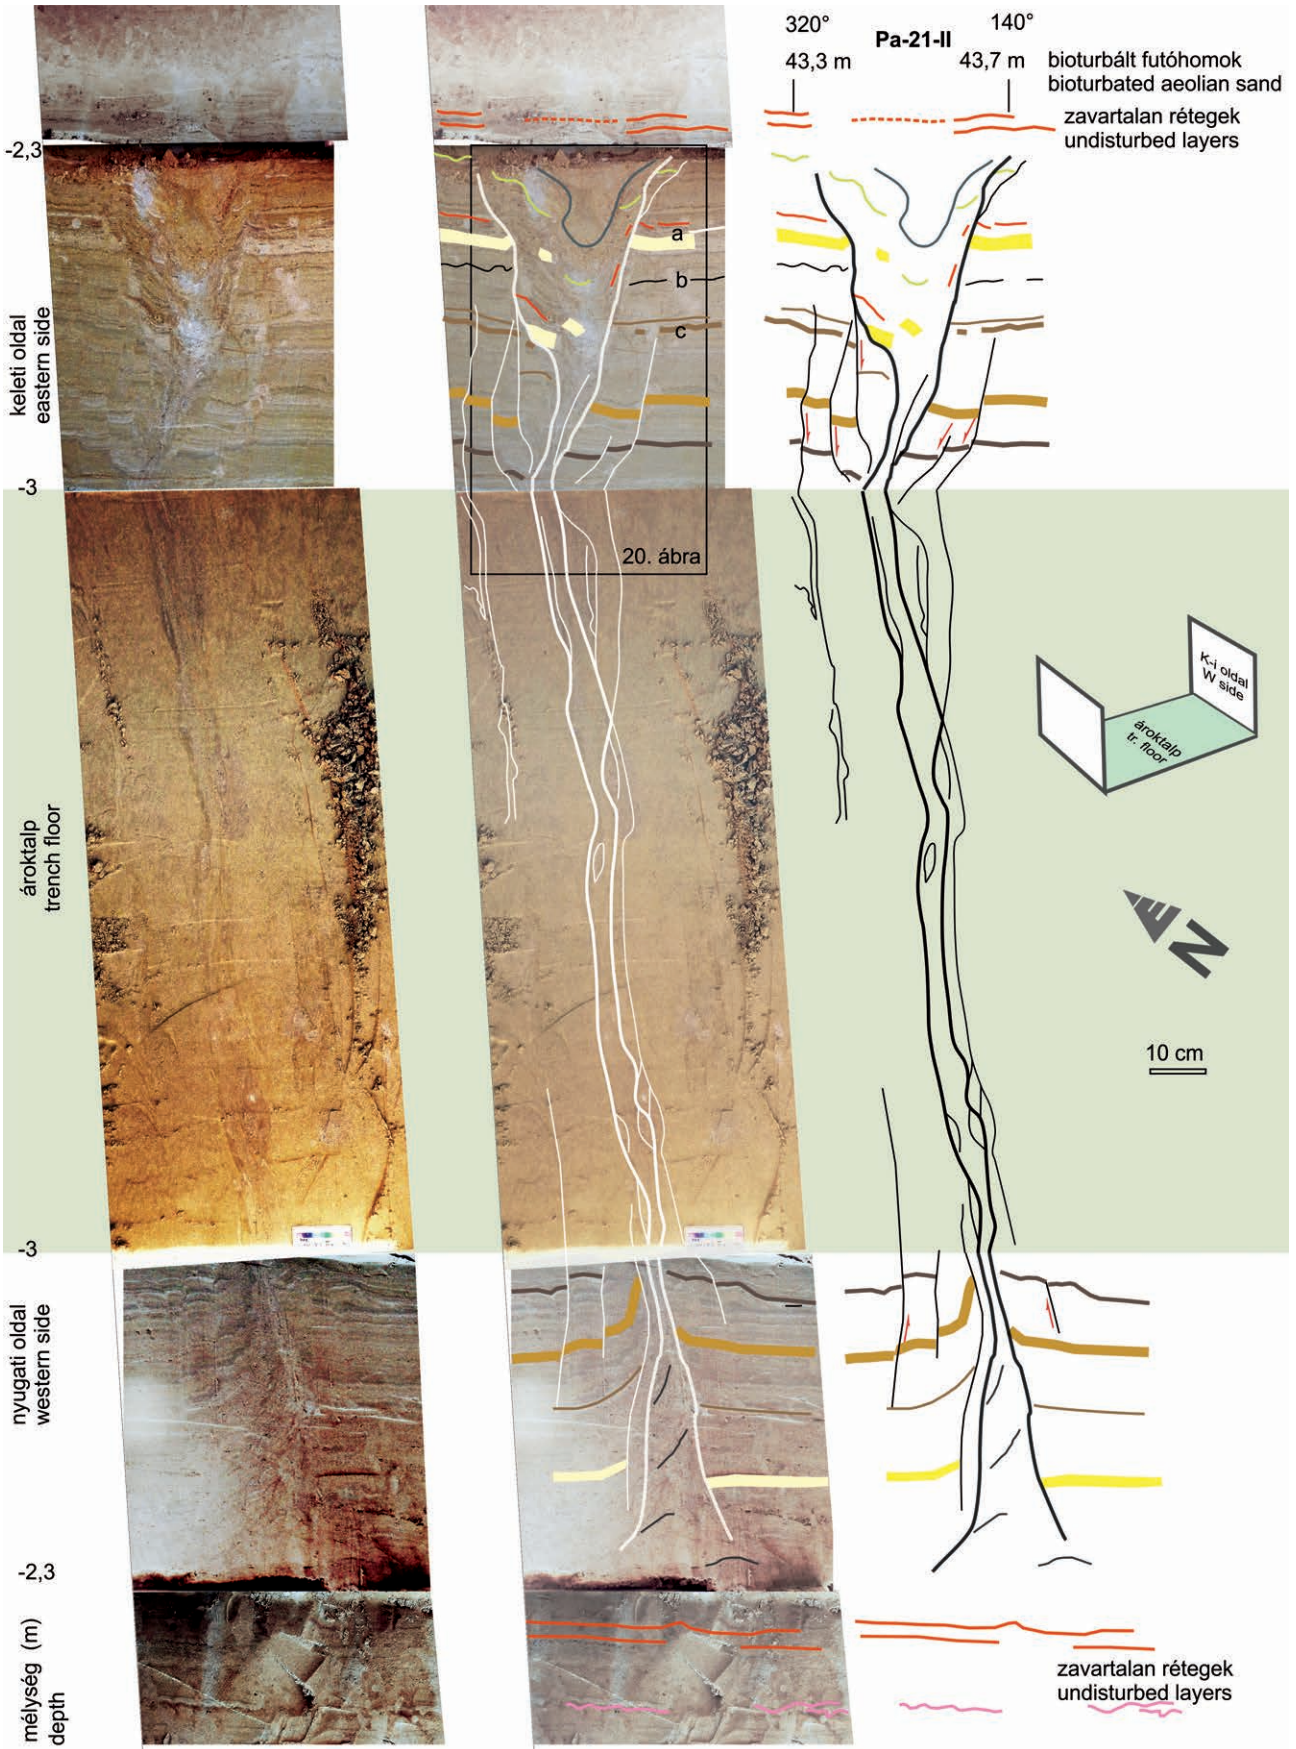 320°
140°
Pa-21-II
43,3 m
43,7 m
bioturbált futóhomok
bioturbated aeolian sand
zavartalan rétegek
undisturbed layers
-2,3
a
b
c
keleti oldal
eastern side
-3
20. ábra
K-i oldal
W side
ároktalp
tr. floor
ároktalp
trench floor
E
N
10 cm
-3
nyugati oldal
western side
-2,3
mélység (m)
depth
zavartalan rétegek
undisturbed layers